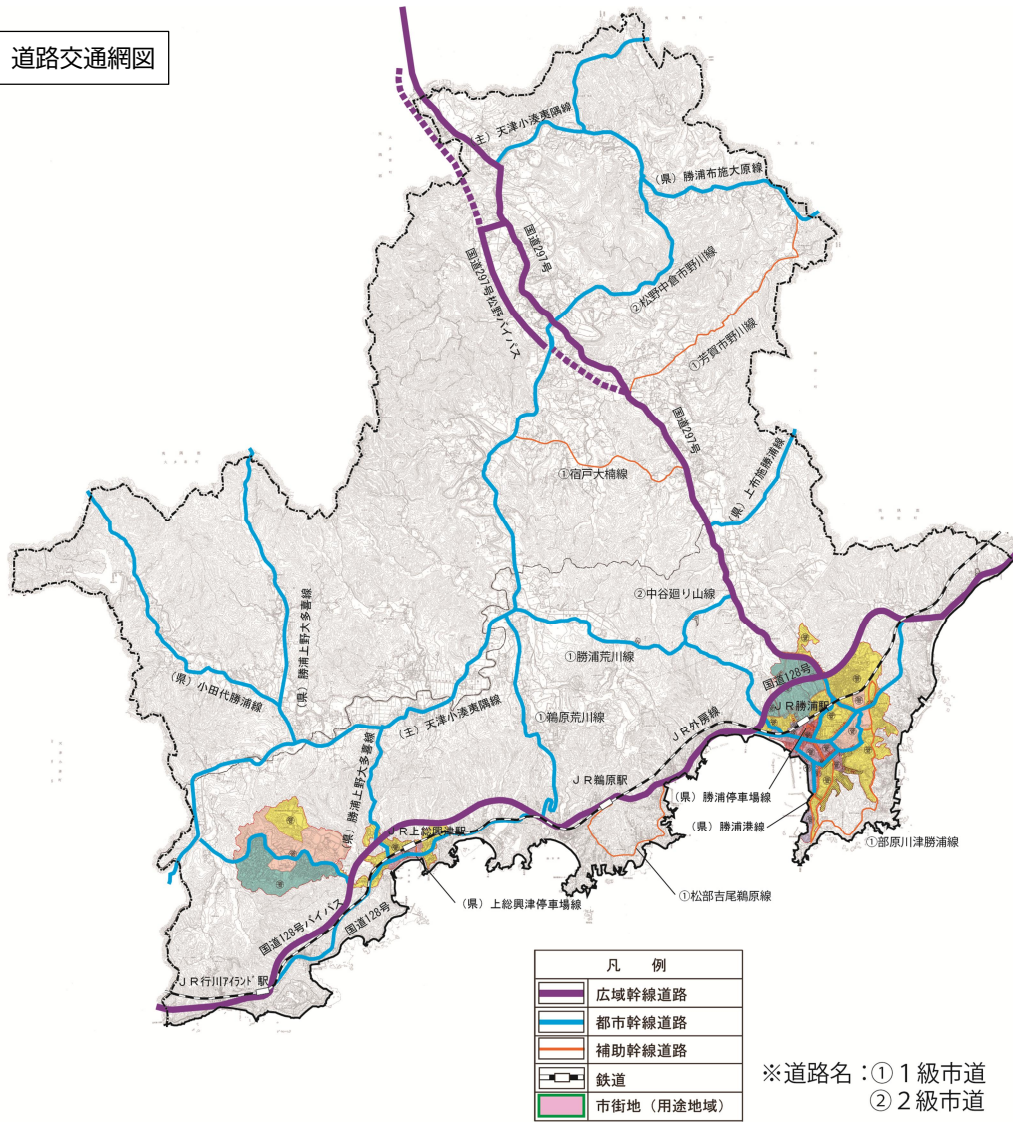 道路交通網図
(主)天津小湊夷隅線
(県)勝浦布施大原線
国道297号
国道297号松野バイパス
②松野中倉市野川線
①芳賀市野川線
国道297号
①宿戸大楠線
(県)上布施勝浦線
②中谷廻り山線
(県)勝浦上野大多喜線
(県)小田代勝浦線
①勝浦荒川線
国道128号
JR勝浦駅
(主)天津小湊夷隅線
①鵜原荒川線
JR外房線
(県)勝浦上野大多喜線
JR鵜原駅
(県)勝浦停車場線
JR上総興津駅
(県)勝浦港線
①部原川津勝浦線
①松部吉尾鵜原線
(県)上総興津停車場線
国道128号バイパス
国道128号
JR行川アイランド駅
凡 例
広域幹線道路
都市幹線道路
補助幹線道路
鉄道
市街地(用途地域)
※道路名:①1級市道
②2級市道